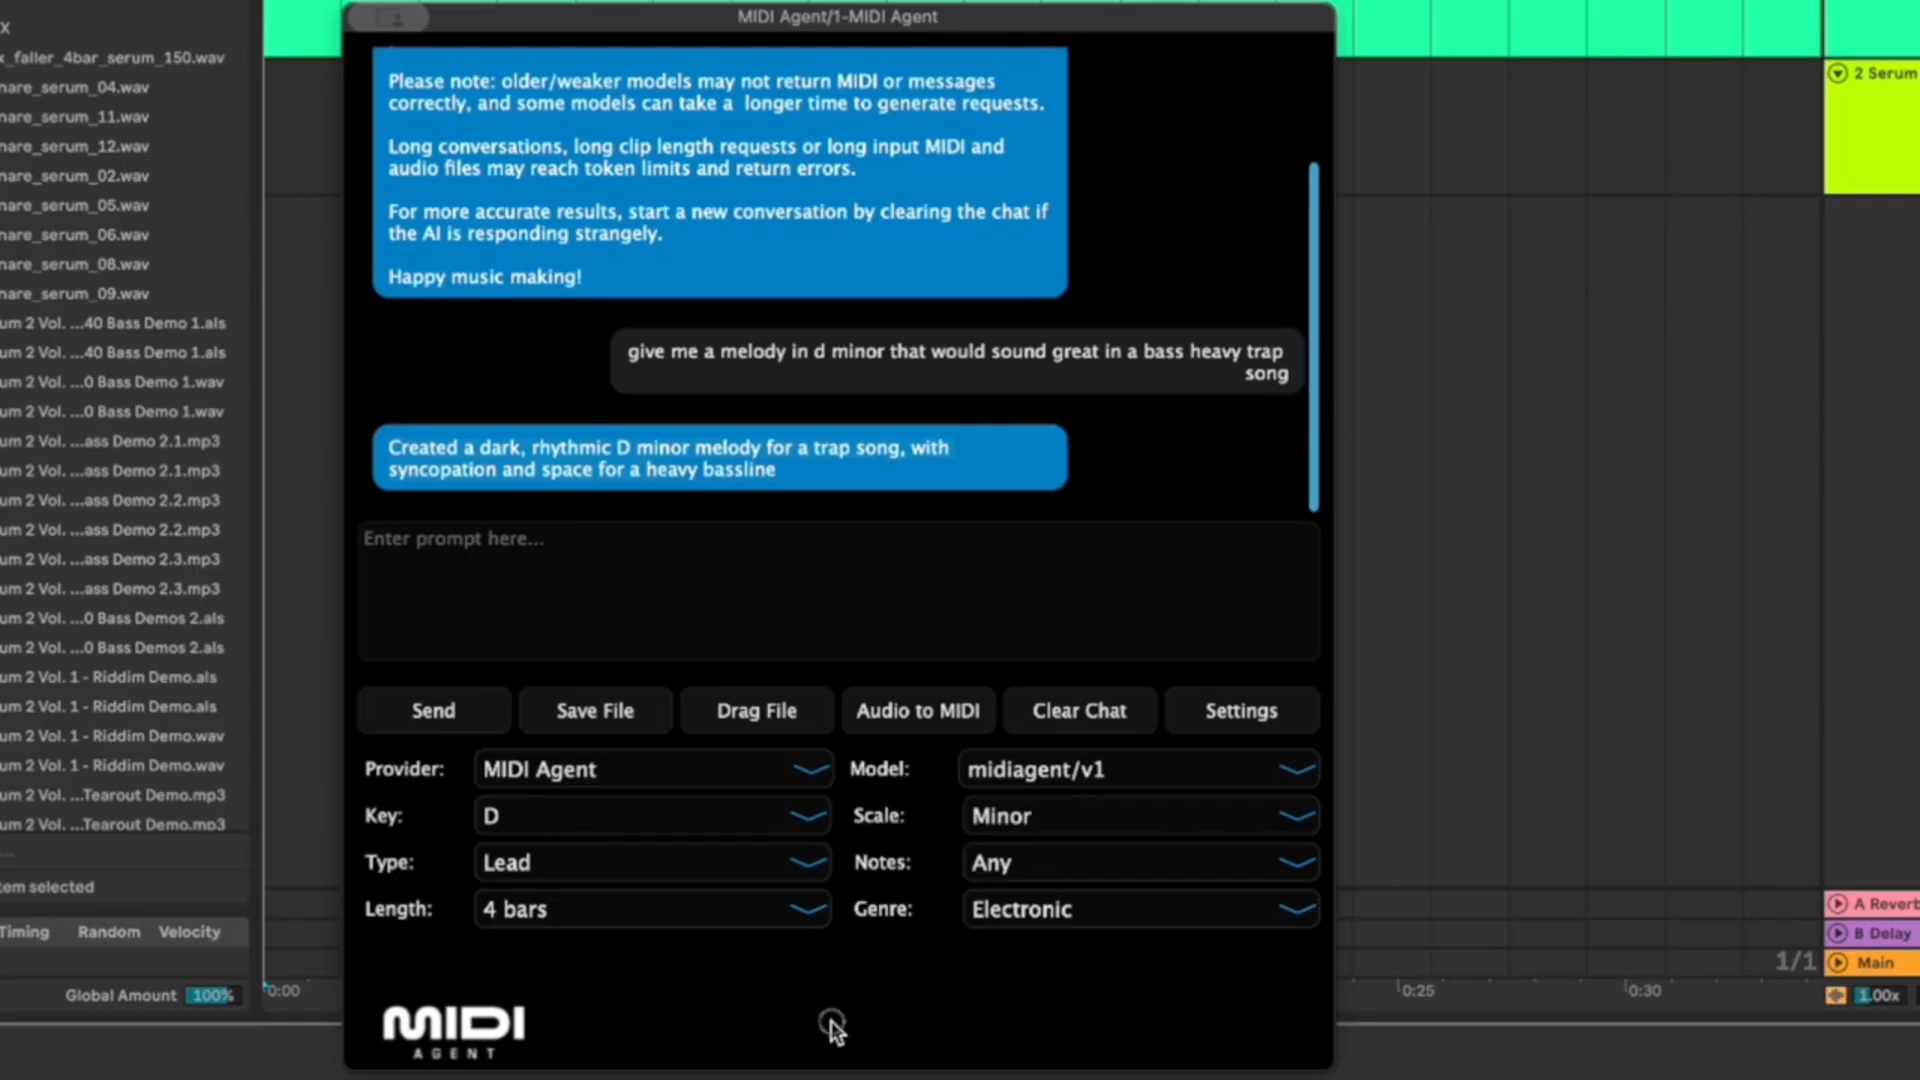 MIDI Agent/1-MIDI Agent
x
x_faller_4bar_serum_150.wav
nare_serum_04.wav
nare_serum_11.wav
nare_serum_12.wav
nare_serum_02.wav
nare_serum_05.wav
nare_serum_06.wav
nare_serum_08.wav
nare_serum_09.wav
um 2 Vol. ...40 Bass Demo 1.als
um 2 Vol. ...40 Bass Demo 1.als
um 2 Vol. ...0 Bass Demo 1.wav
um 2 Vol. ...0 Bass Demo 1.wav
um 2 Vol. ...ass Demo 2.1.mp3
um 2 Vol. ...ass Demo 2.1.mp3
um 2 Vol. ...ass Demo 2.2.mp3
um 2 Vol. ...ass Demo 2.2.mp3
um 2 Vol. ...ass Demo 2.3.mp3
um 2 Vol. ...ass Demo 2.3.mp3
um 2 Vol. ...0 Bass Demos 2.als
um 2 Vol. ...0 Bass Demos 2.als
um 2 Vol. 1 - Riddim Demo.als
um 2 Vol. 1 - Riddim Demo.als
um 2 Vol. 1 - Riddim Demo.wav
um 2 Vol. 1 - Riddim Demo.wav
um 2 Vol. ...Tearout Demo.mp3
um 2 Vol. ...Tearout Demo.mp3
...
tem selected
Timing Random Velocity
Global Amount 100%
Please note: older/weaker models may not return MIDI or messages
correctly, and some models can take a longer time to generate requests.
Long conversations, long clip length requests or long input MIDI and
audio files may reach token limits and return errors.
For more accurate results, start a new conversation by clearing the chat if
the AI is responding strangely.
Happy music making!
give me a melody in d minor that would sound great in a bass heavy trap
song
Created a dark, rhythmic D minor melody for a trap song, with
syncopation and space for a heavy bassline
Enter prompt here...
Send Save File Drag File Audio to MIDI Clear Chat Settings
Provider: MIDI Agent Model: midiagent/v1
Key: D Scale: Minor
Type: Lead Notes: Any
Length: 4 bars Genre: Electronic
MIDI
AGENT
2 Serum
A Reverb
B Delay
1/1 Main
0:00 0:25 0:30 1.00x